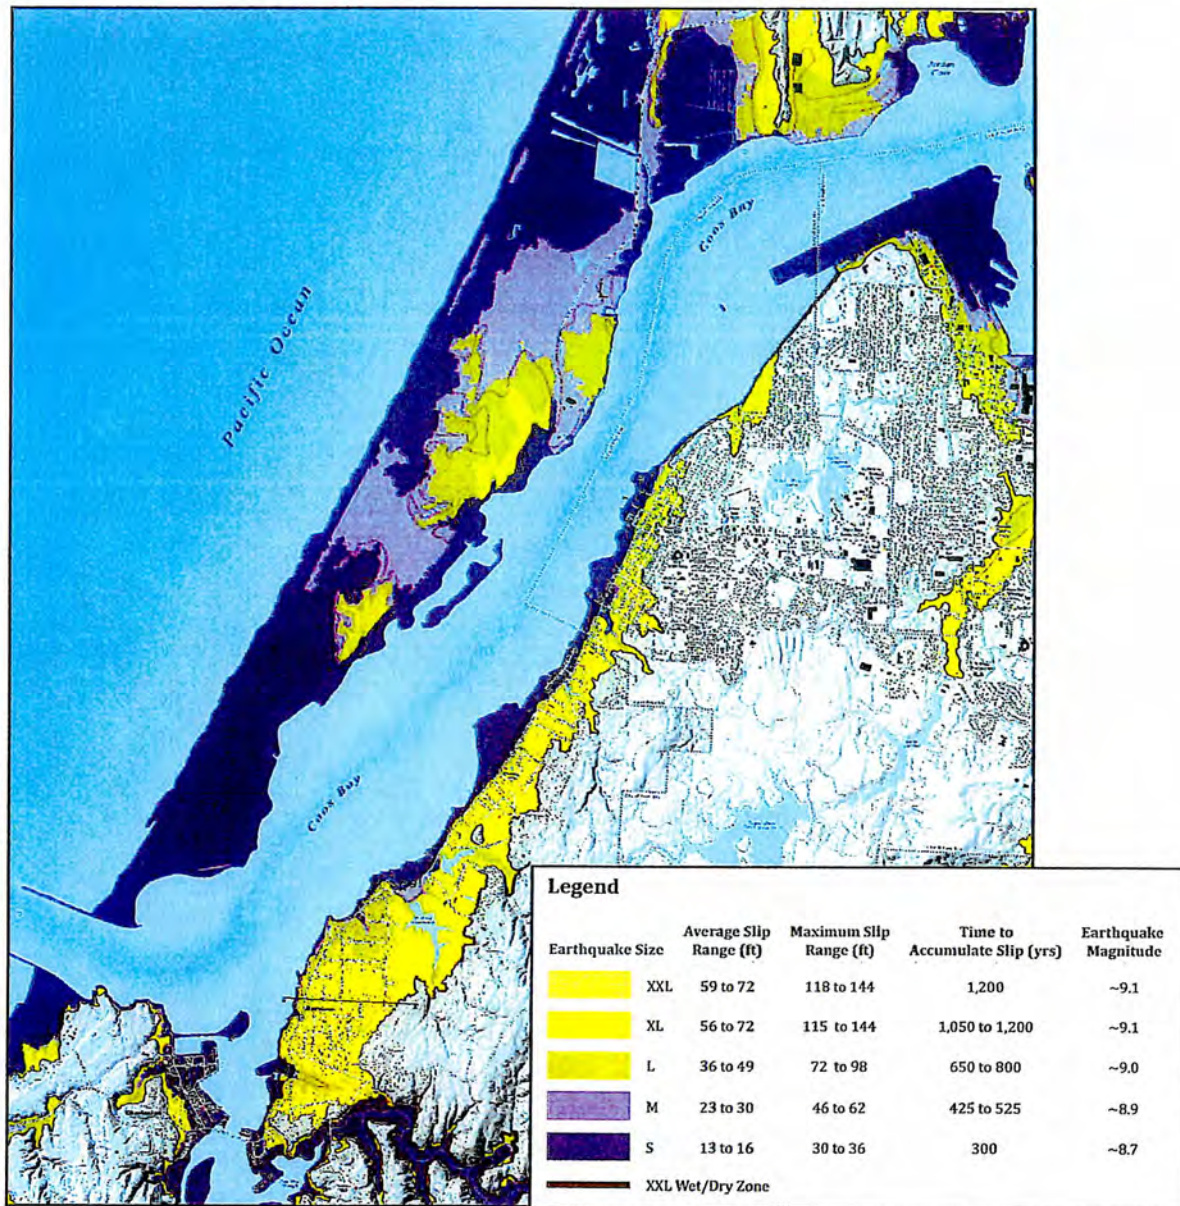 Jordan
Cove
Coos Bay
Pacific Ocean
Coos Bay
Legend
Earthquake Size Average Slip Range (ft) Maximum Slip Range (ft) Time to Accumulate Slip (yrs) Earthquake Magnitude
XXL 59 to 72 118 to 144 1,200 ~9.1
XL 56 to 72 115 to 144 1,050 to 1,200 ~9.1
L 36 to 49 72 to 98 650 to 800 ~9.0
M 23 to 30 46 to 62 425 to 525 ~8.9
S 13 to 16 30 to 36 300 ~8.7
XXL Wet/Dry Zone